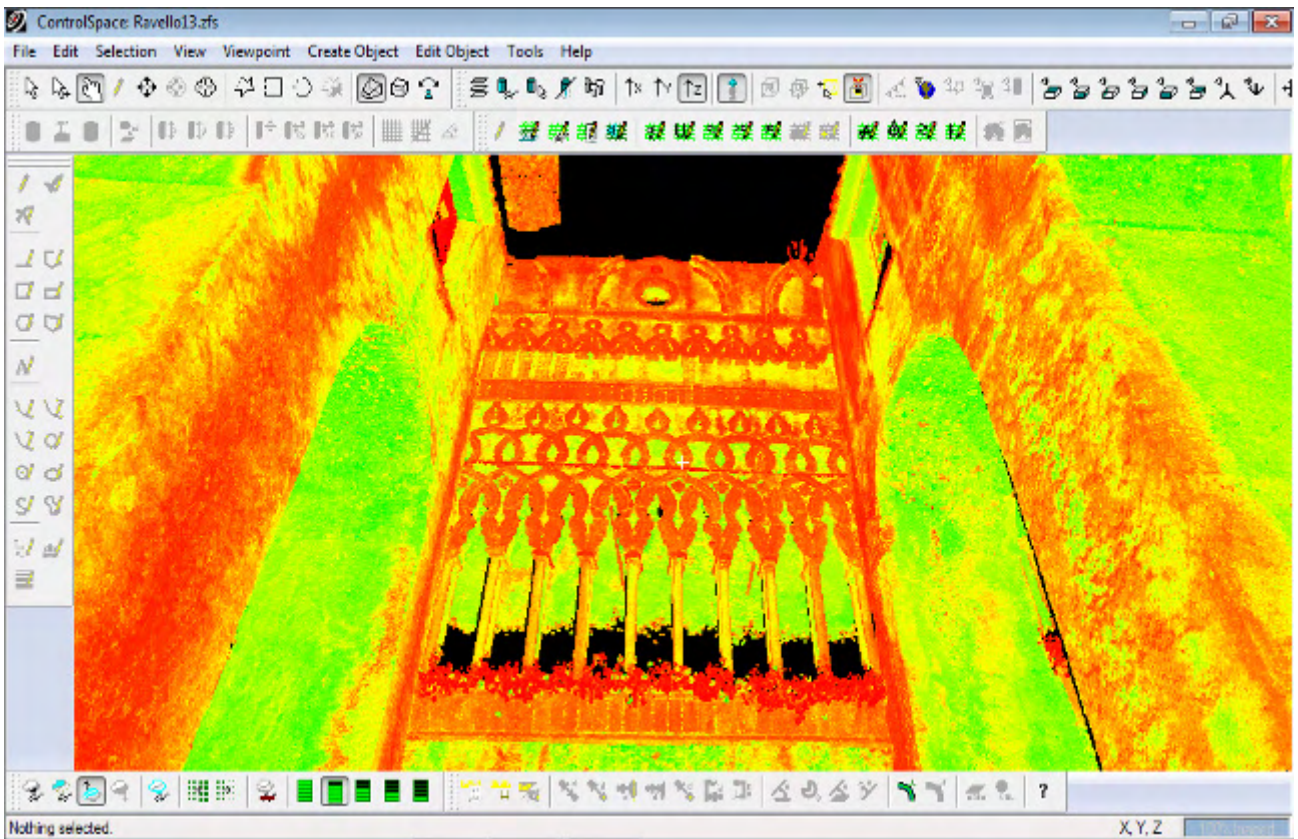 ControlSpace: Ravello13.zfs
File Edit Selection View Viewpoint Create Object Edit Object Tools Help
Nothing selected.
X, Y, Z